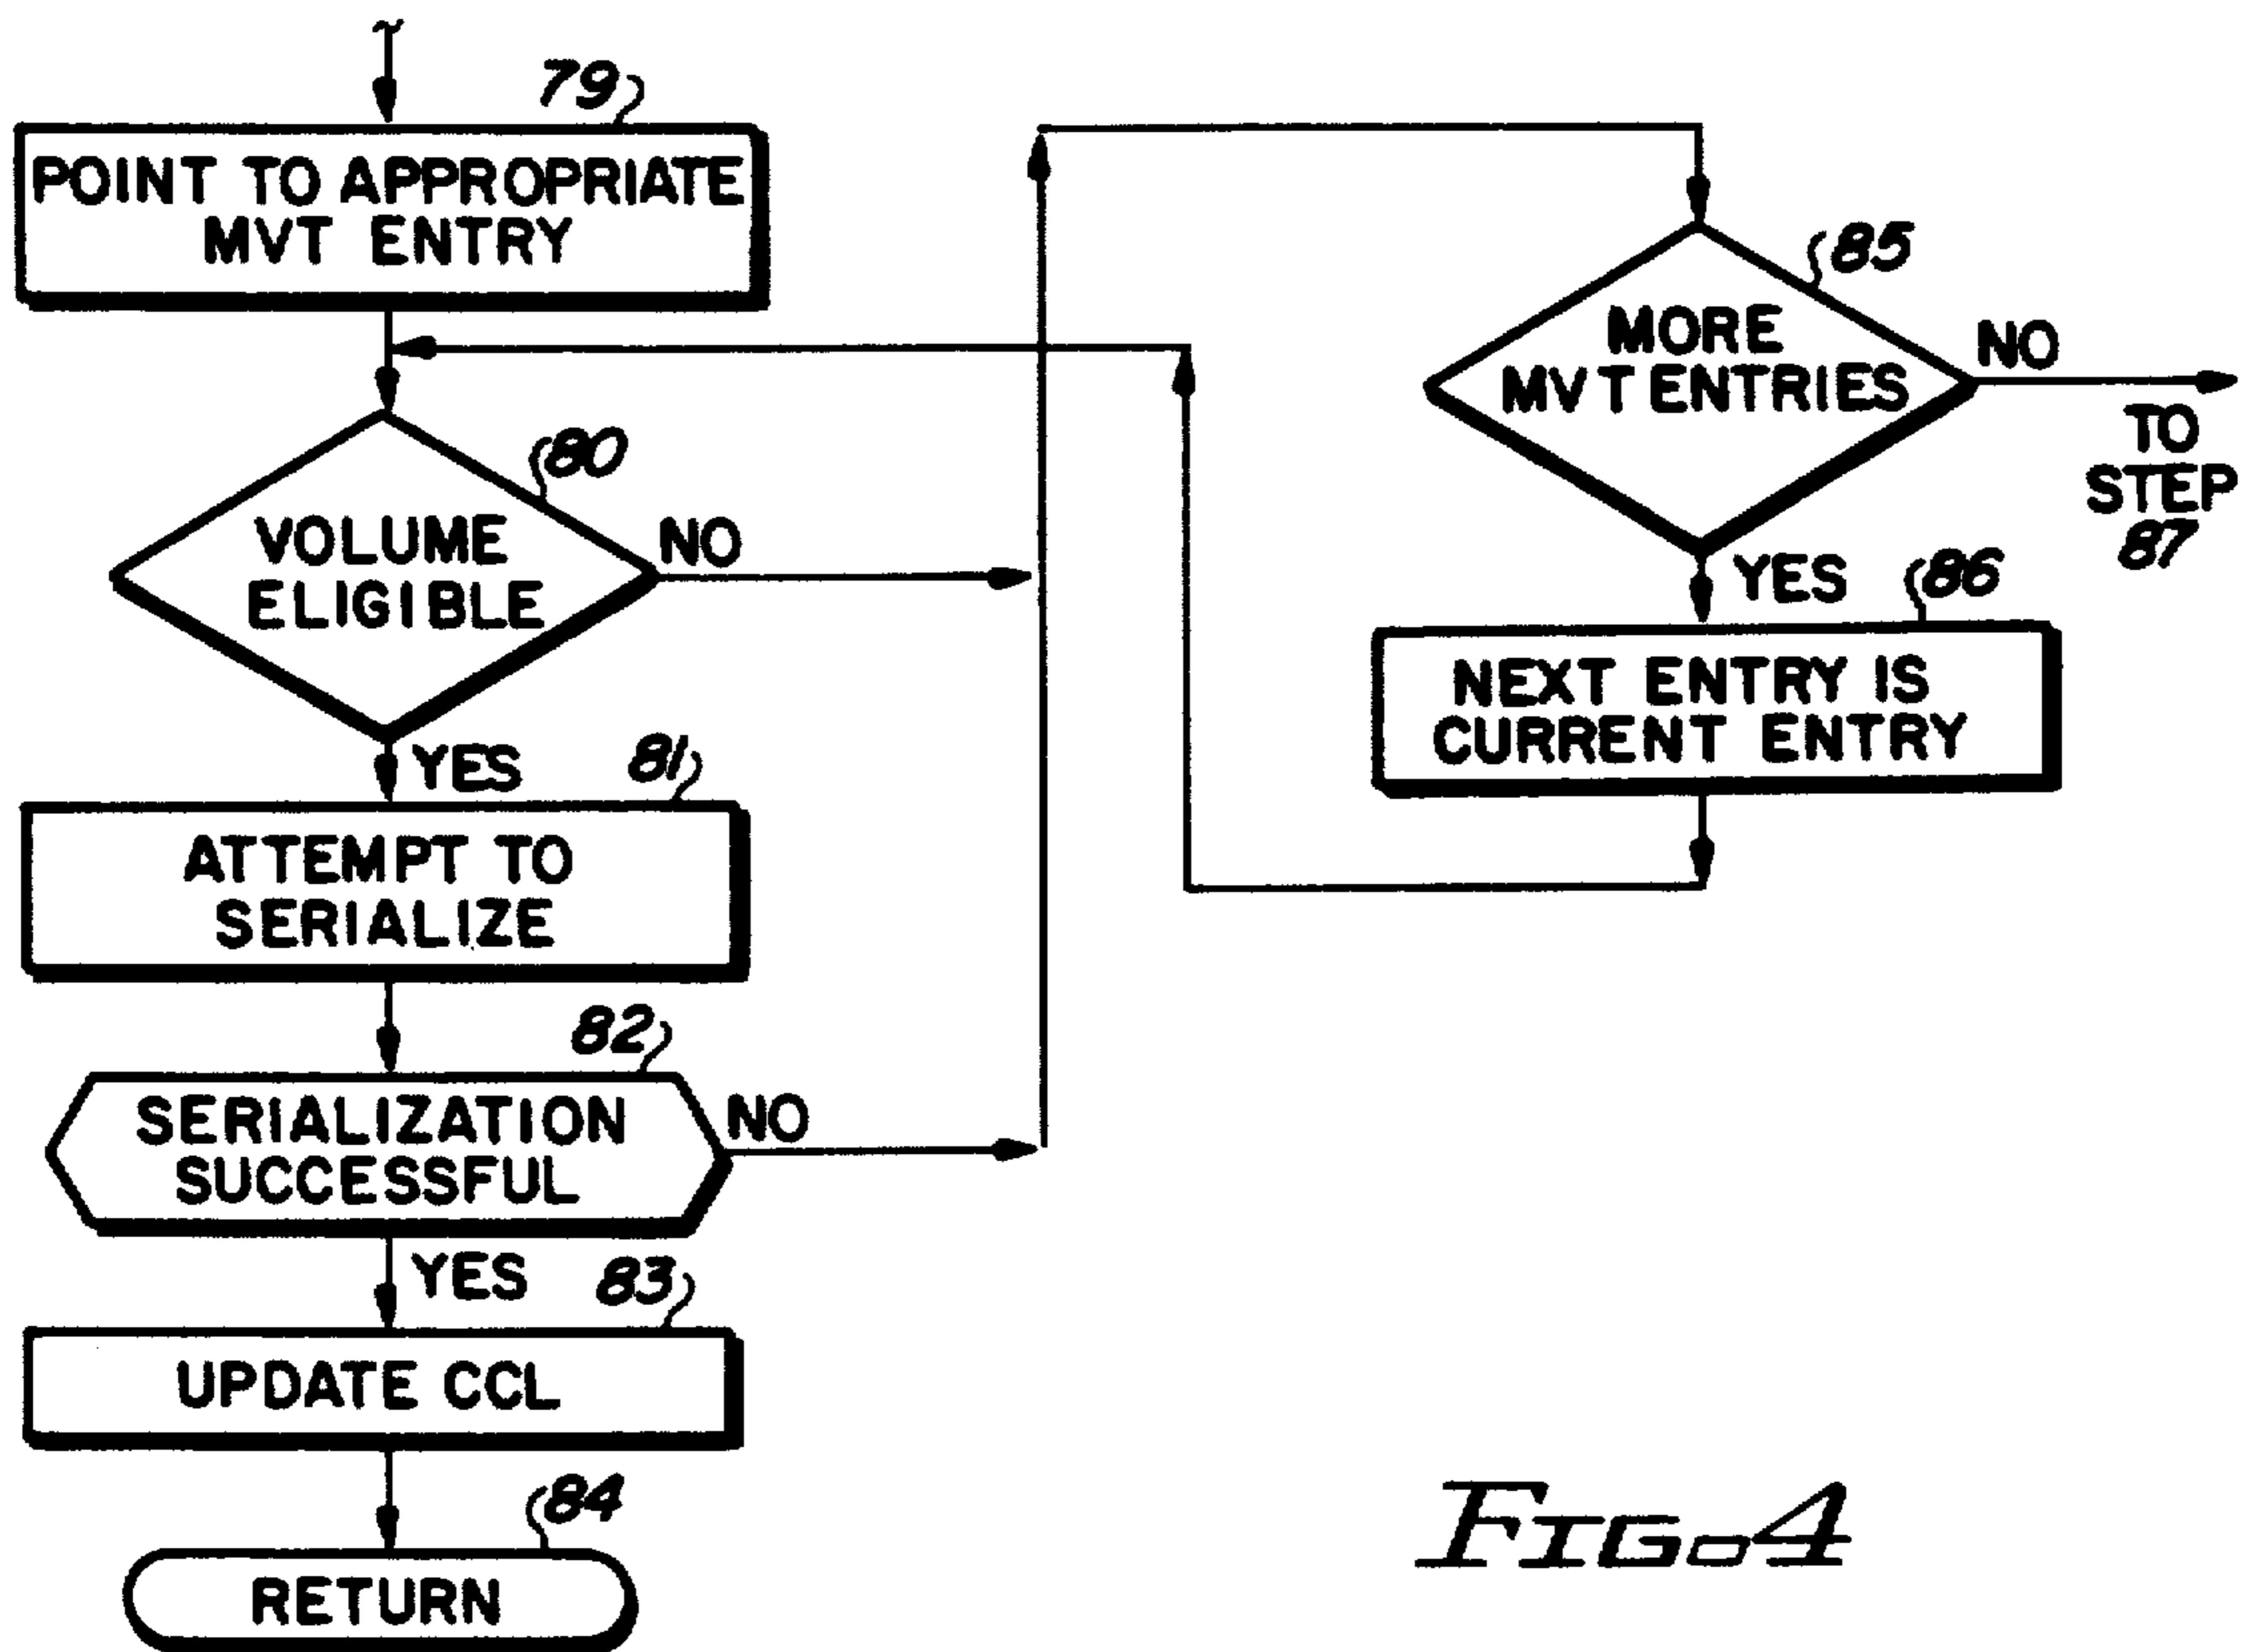 79
POINT TO APPROPRIATE
MVT ENTRY
80
VOLUME
ELIGIBLE
NO
YES
81
ATTEMPT TO
SERIALIZE
82
SERIALIZATION
SUCCESSFUL
NO
YES
83
UPDATE CCL
84
RETURN
85
MORE
MVT ENTRIES
NO
TO
STEP
87
YES
86
NEXT ENTRY IS
CURRENT ENTRY
FIG. 4